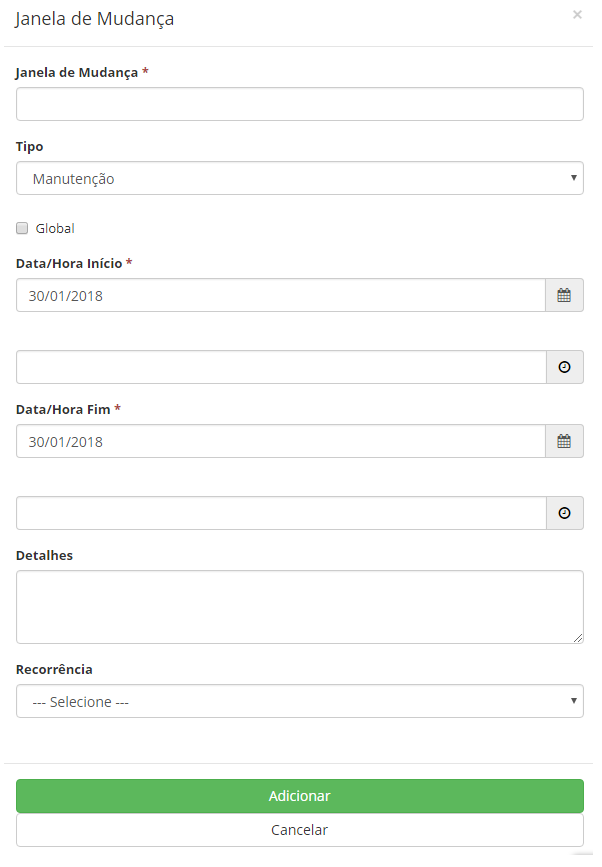 Janela de Mudança
×
Janela de Mudança *
Tipo
Manutenção
Global
Data/Hora Início *
30/01/2018
Data/Hora Fim *
30/01/2018
Detalhes
Recorrência
--- Selecione ---
Adicionar
Cancelar